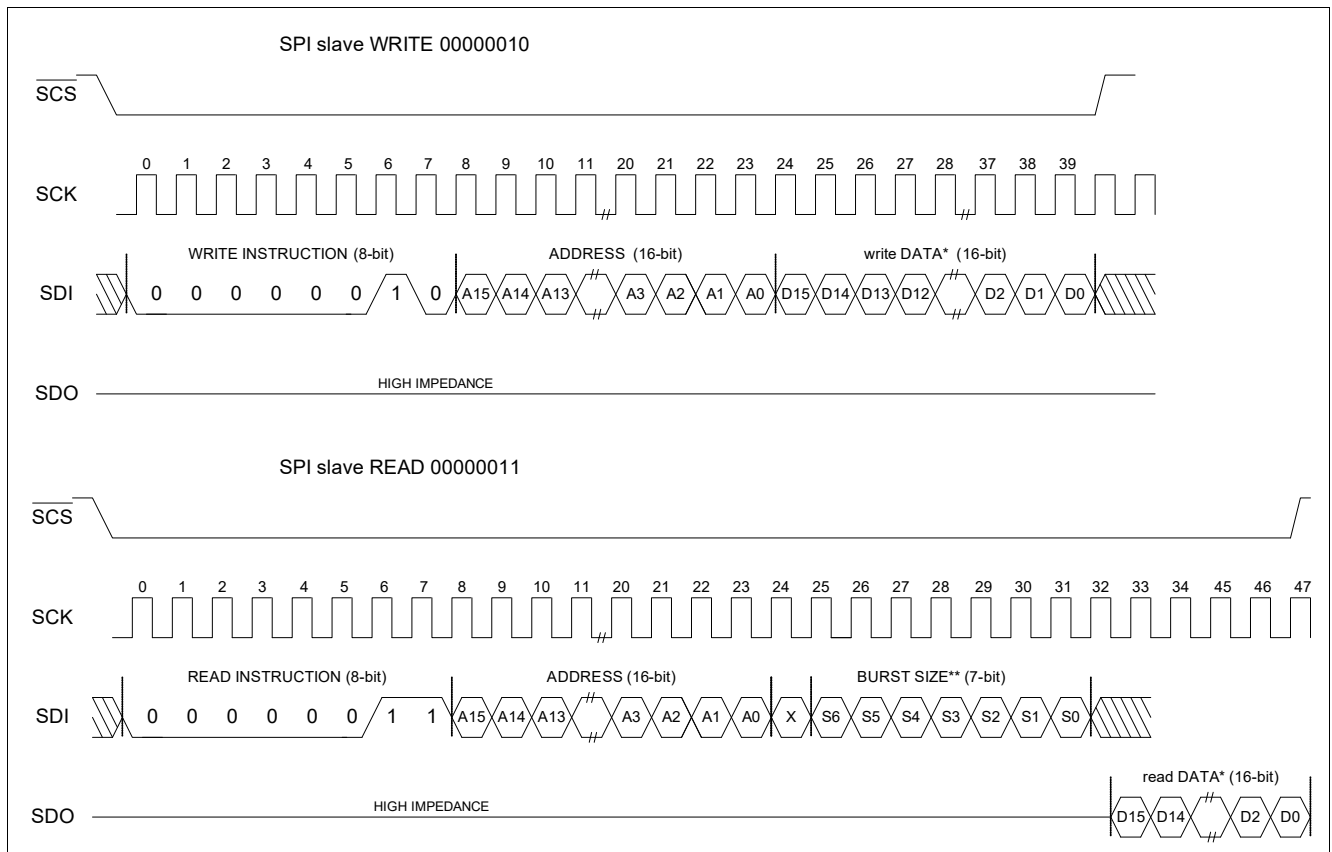 SPI slave WRITE 00000010
SCS
0 1 2 3 4 5 6 7 8 9 10 11 20 21 22 23 24 25 26 27 28 37 38 39
SCK
WRITE INSTRUCTION (8-bit) ADDRESS (16-bit) write DATA* (16-bit)
SDI 0 0 0 0 0 0 1 0 A15 A14 A13 A3 A2 A1 A0 D15 D14 D13 D12 D2 D1 D0
HIGH IMPEDANCE
SDO
SPI slave READ 00000011
SCS
0 1 2 3 4 5 6 7 8 9 10 11 20 21 22 23 24 25 26 27 28 29 30 31 32 33 34 45 46 47
SCK
READ INSTRUCTION (8-bit) ADDRESS (16-bit) BURST SIZE** (7-bit)
SDI 0 0 0 0 0 0 1 1 A15 A14 A13 A3 A2 A1 A0 X S6 S5 S4 S3 S2 S1 S0
read DATA* (16-bit)
HIGH IMPEDANCE
SDO D15 D14 D2 D0